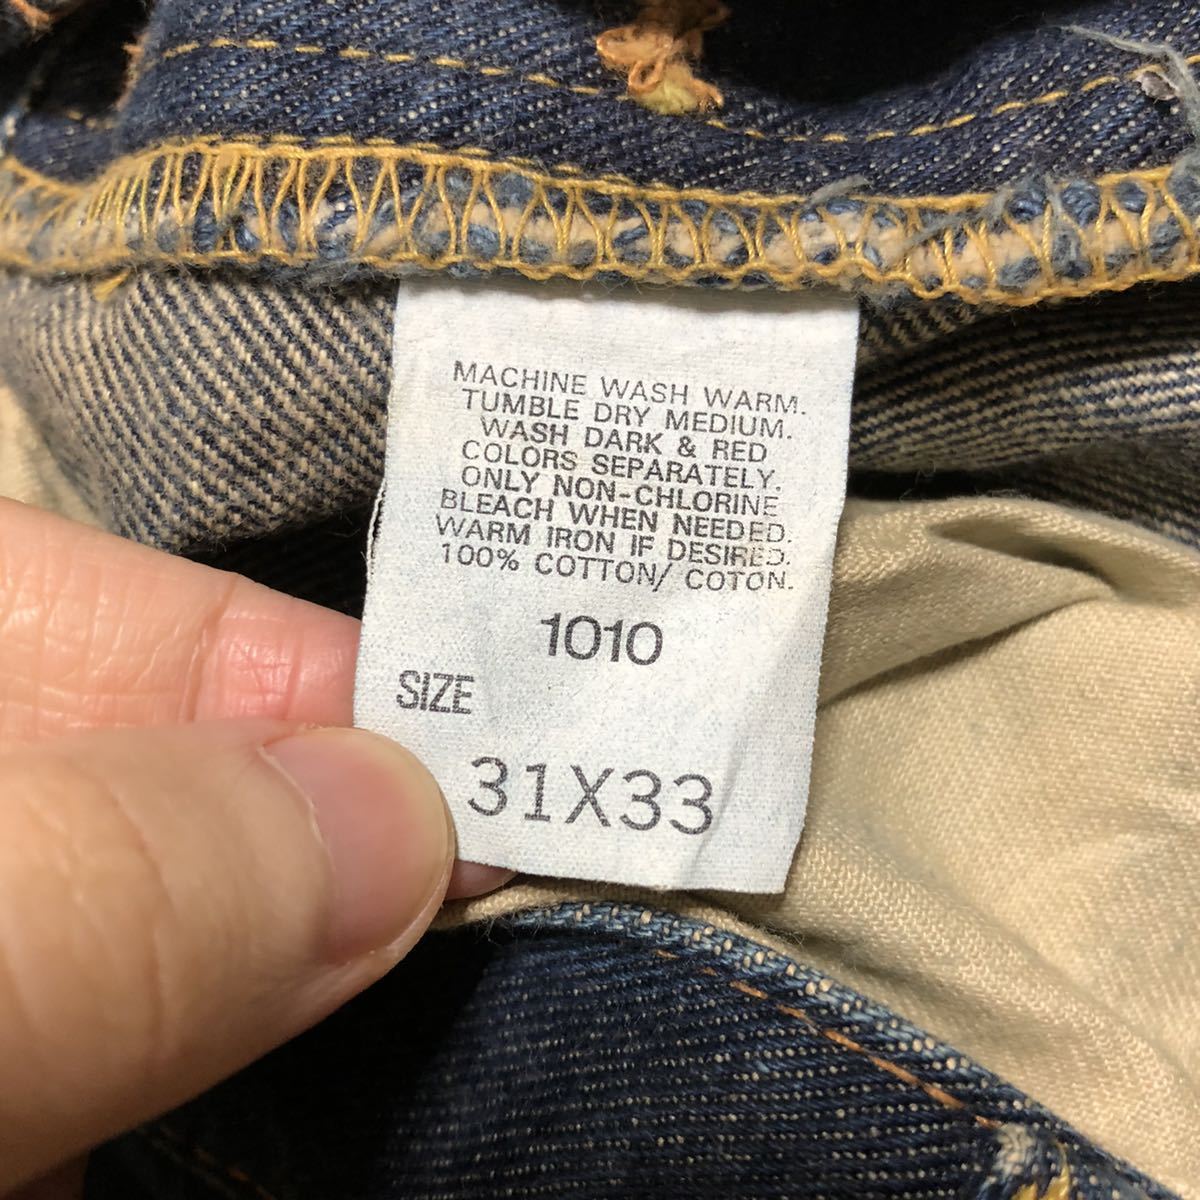 MACHINE WASH WARM.
TUMBLE DRY MEDIUM.
WASH DARK & RED
COLORS SEPARATELY.
ONLY NON-CHLORINE
BLEACH WHEN NEEDED.
WARM IRON IF DESIRED.
100% COTTON/ COTON.
1010
SIZE
31X33